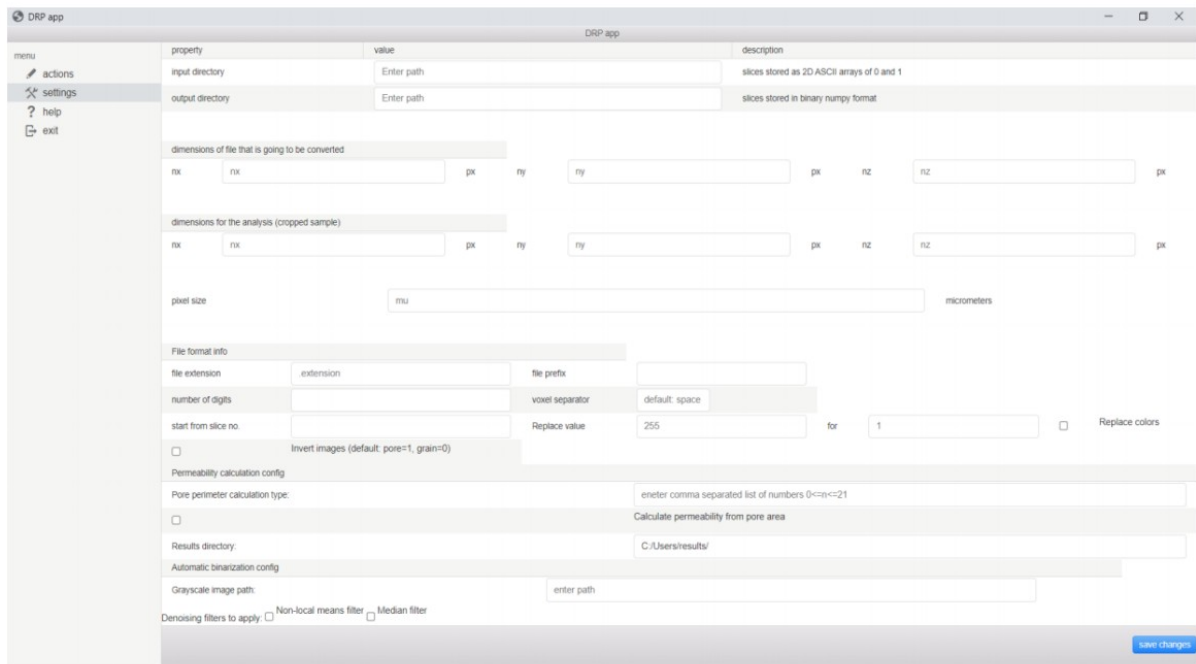 DRP app
DRP app
menu
actions
settings
help
exit
property value description
input directory Enter path slices stored as 2D ASCII arrays of 0 and 1
output directory Enter path slices stored in binary numpy format
dimensions of file that is going to be converted
nx nx px ny ny px nz nz px
dimensions for the analysis (cropped sample)
nx nx px ny ny px nz nz px
pixel size mu micrometers
File format info
file extension .extension file prefix
number of digits voxel separator default: space
start from slice no. Replace value 255 for 1 Replace colors
Invert images (default: pore=1, grain=0)
Permeability calculation config
Pore perimeter calculation type: eneter comma separated list of numbers 0<=n<=21
Calculate permeability from pore area
Results directory: C:/Users/results/
Automatic binarization config
Grayscale image path: enter path
Denoising filters to apply: Non-local means filter Median filter
save changes